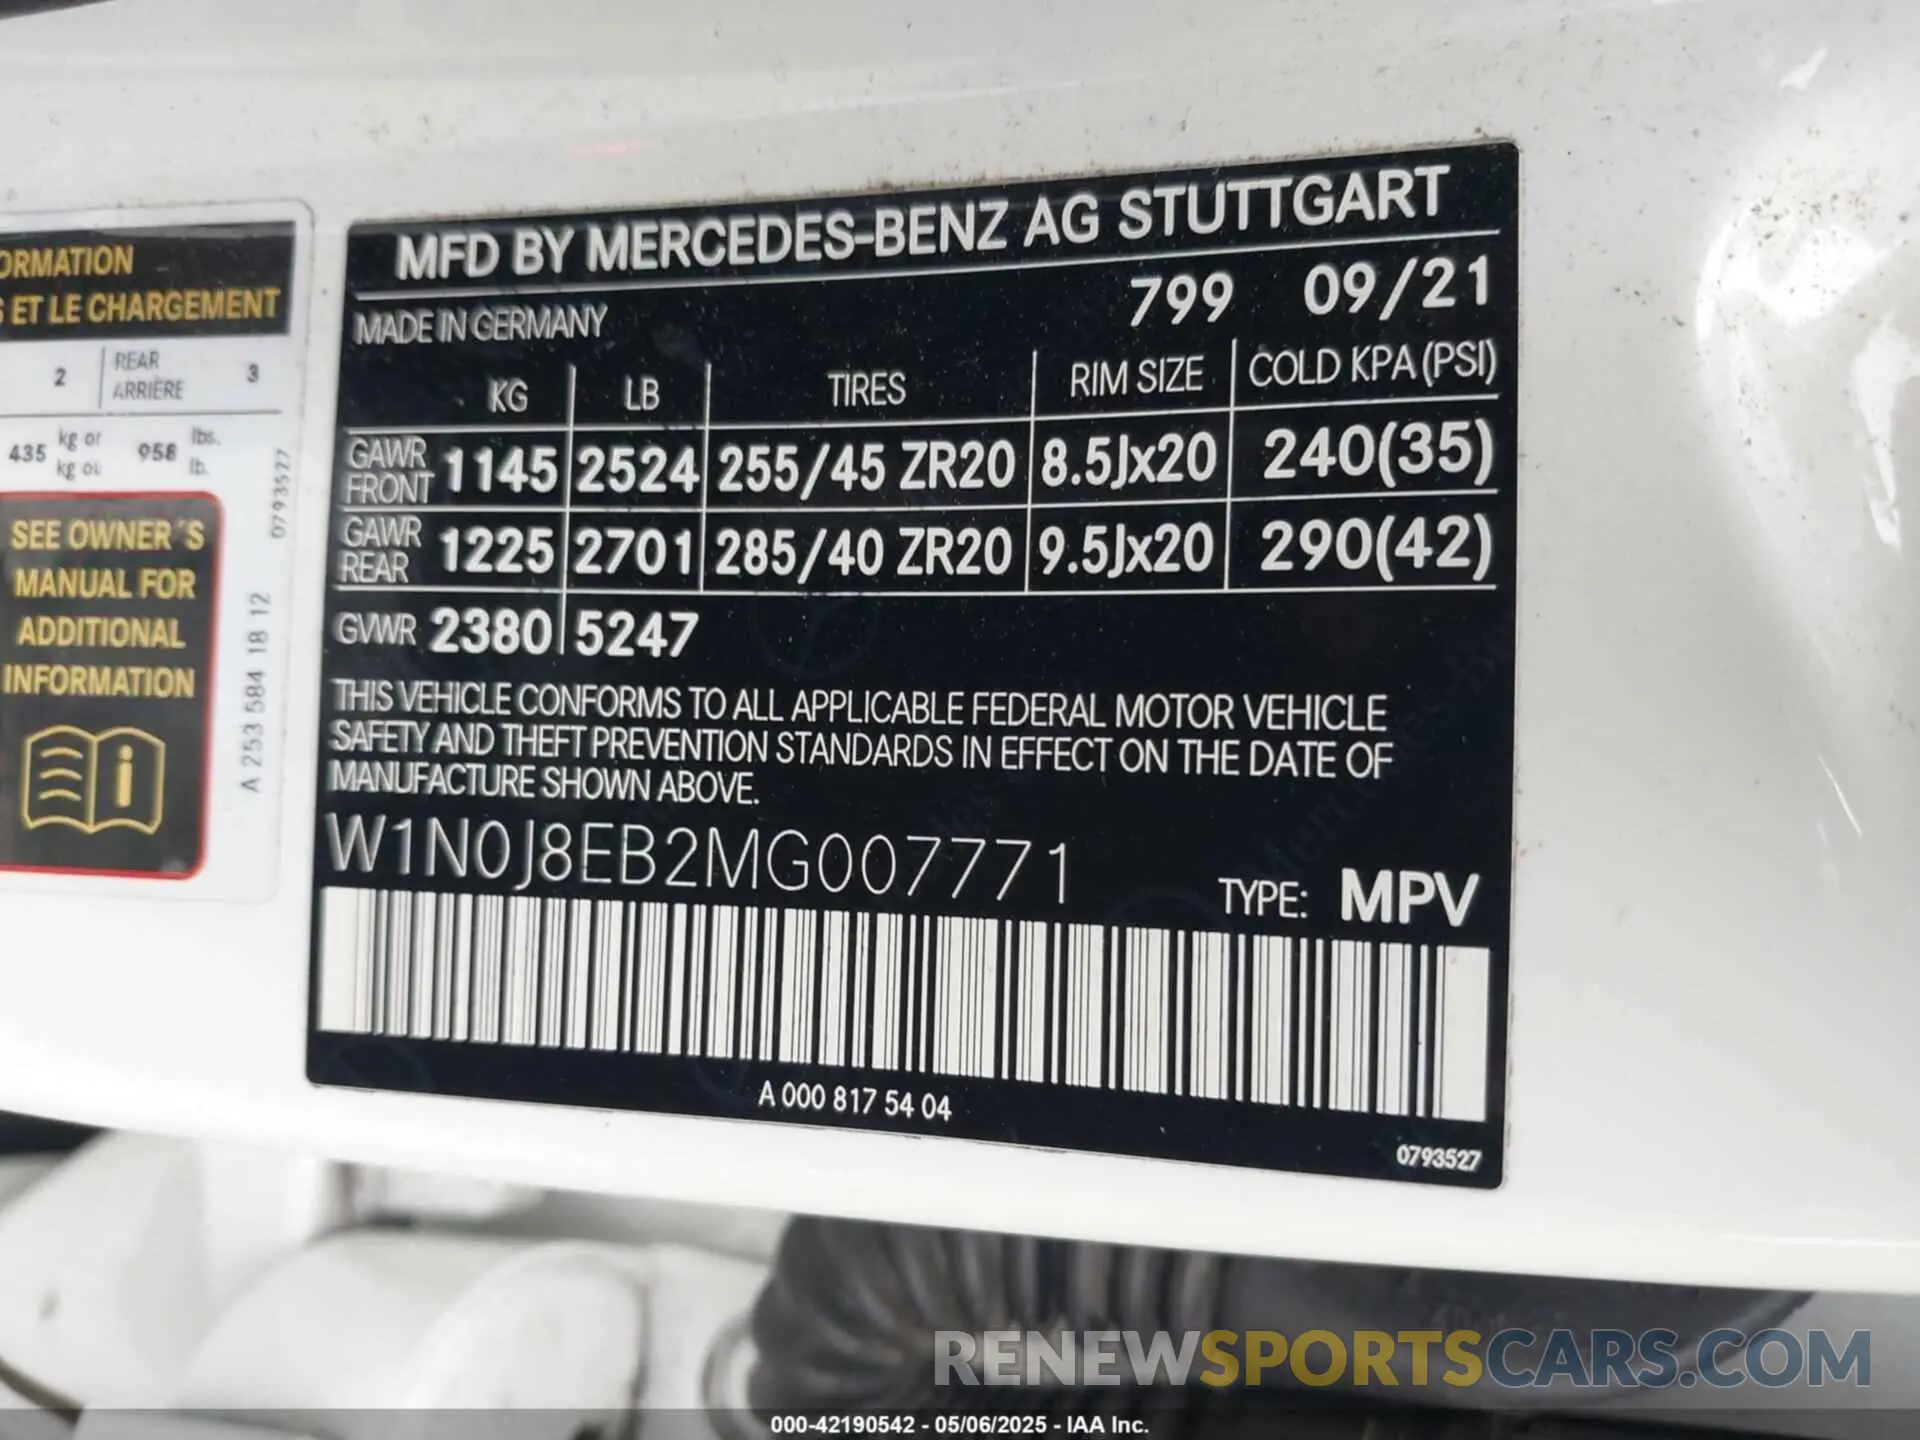 ORMATION
S ET LE CHARGEMENT
2 REAR ARRIÈRE 3
435 kg or kg ou 958 lbs. lb.
SEE OWNER´S
MANUAL FOR
ADDITIONAL
INFORMATION
0793527
A 253 584 18 12
MFD BY MERCEDES-BENZ AG STUTTGART
MADE IN GERMANY 799 09/21
KG LB TIRES RIM SIZE COLD KPA (PSI)
GAWR FRONT 1145 2524 255/45 ZR20 8.5Jx20 240(35)
GAWR REAR 1225 2701 285/40 ZR20 9.5Jx20 290(42)
GVWR 2380 5247
THIS VEHICLE CONFORMS TO ALL APPLICABLE FEDERAL MOTOR VEHICLE
SAFETY AND THEFT PREVENTION STANDARDS IN EFFECT ON THE DATE OF
MANUFACTURE SHOWN ABOVE.
W1N0J8EB2MG007771
TYPE: MPV
A 000 817 54 04
0793527
RENEWSPORTSCARS.COM
000-42190542 - 05/06/2025 - IAA Inc.